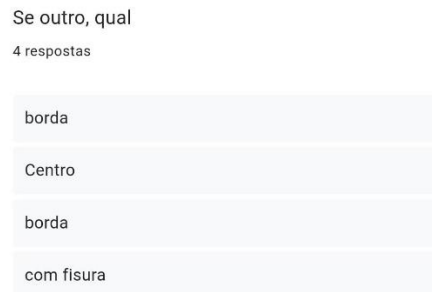 Se outro, qual
4 respostas
borda
Centro
borda
com fisura